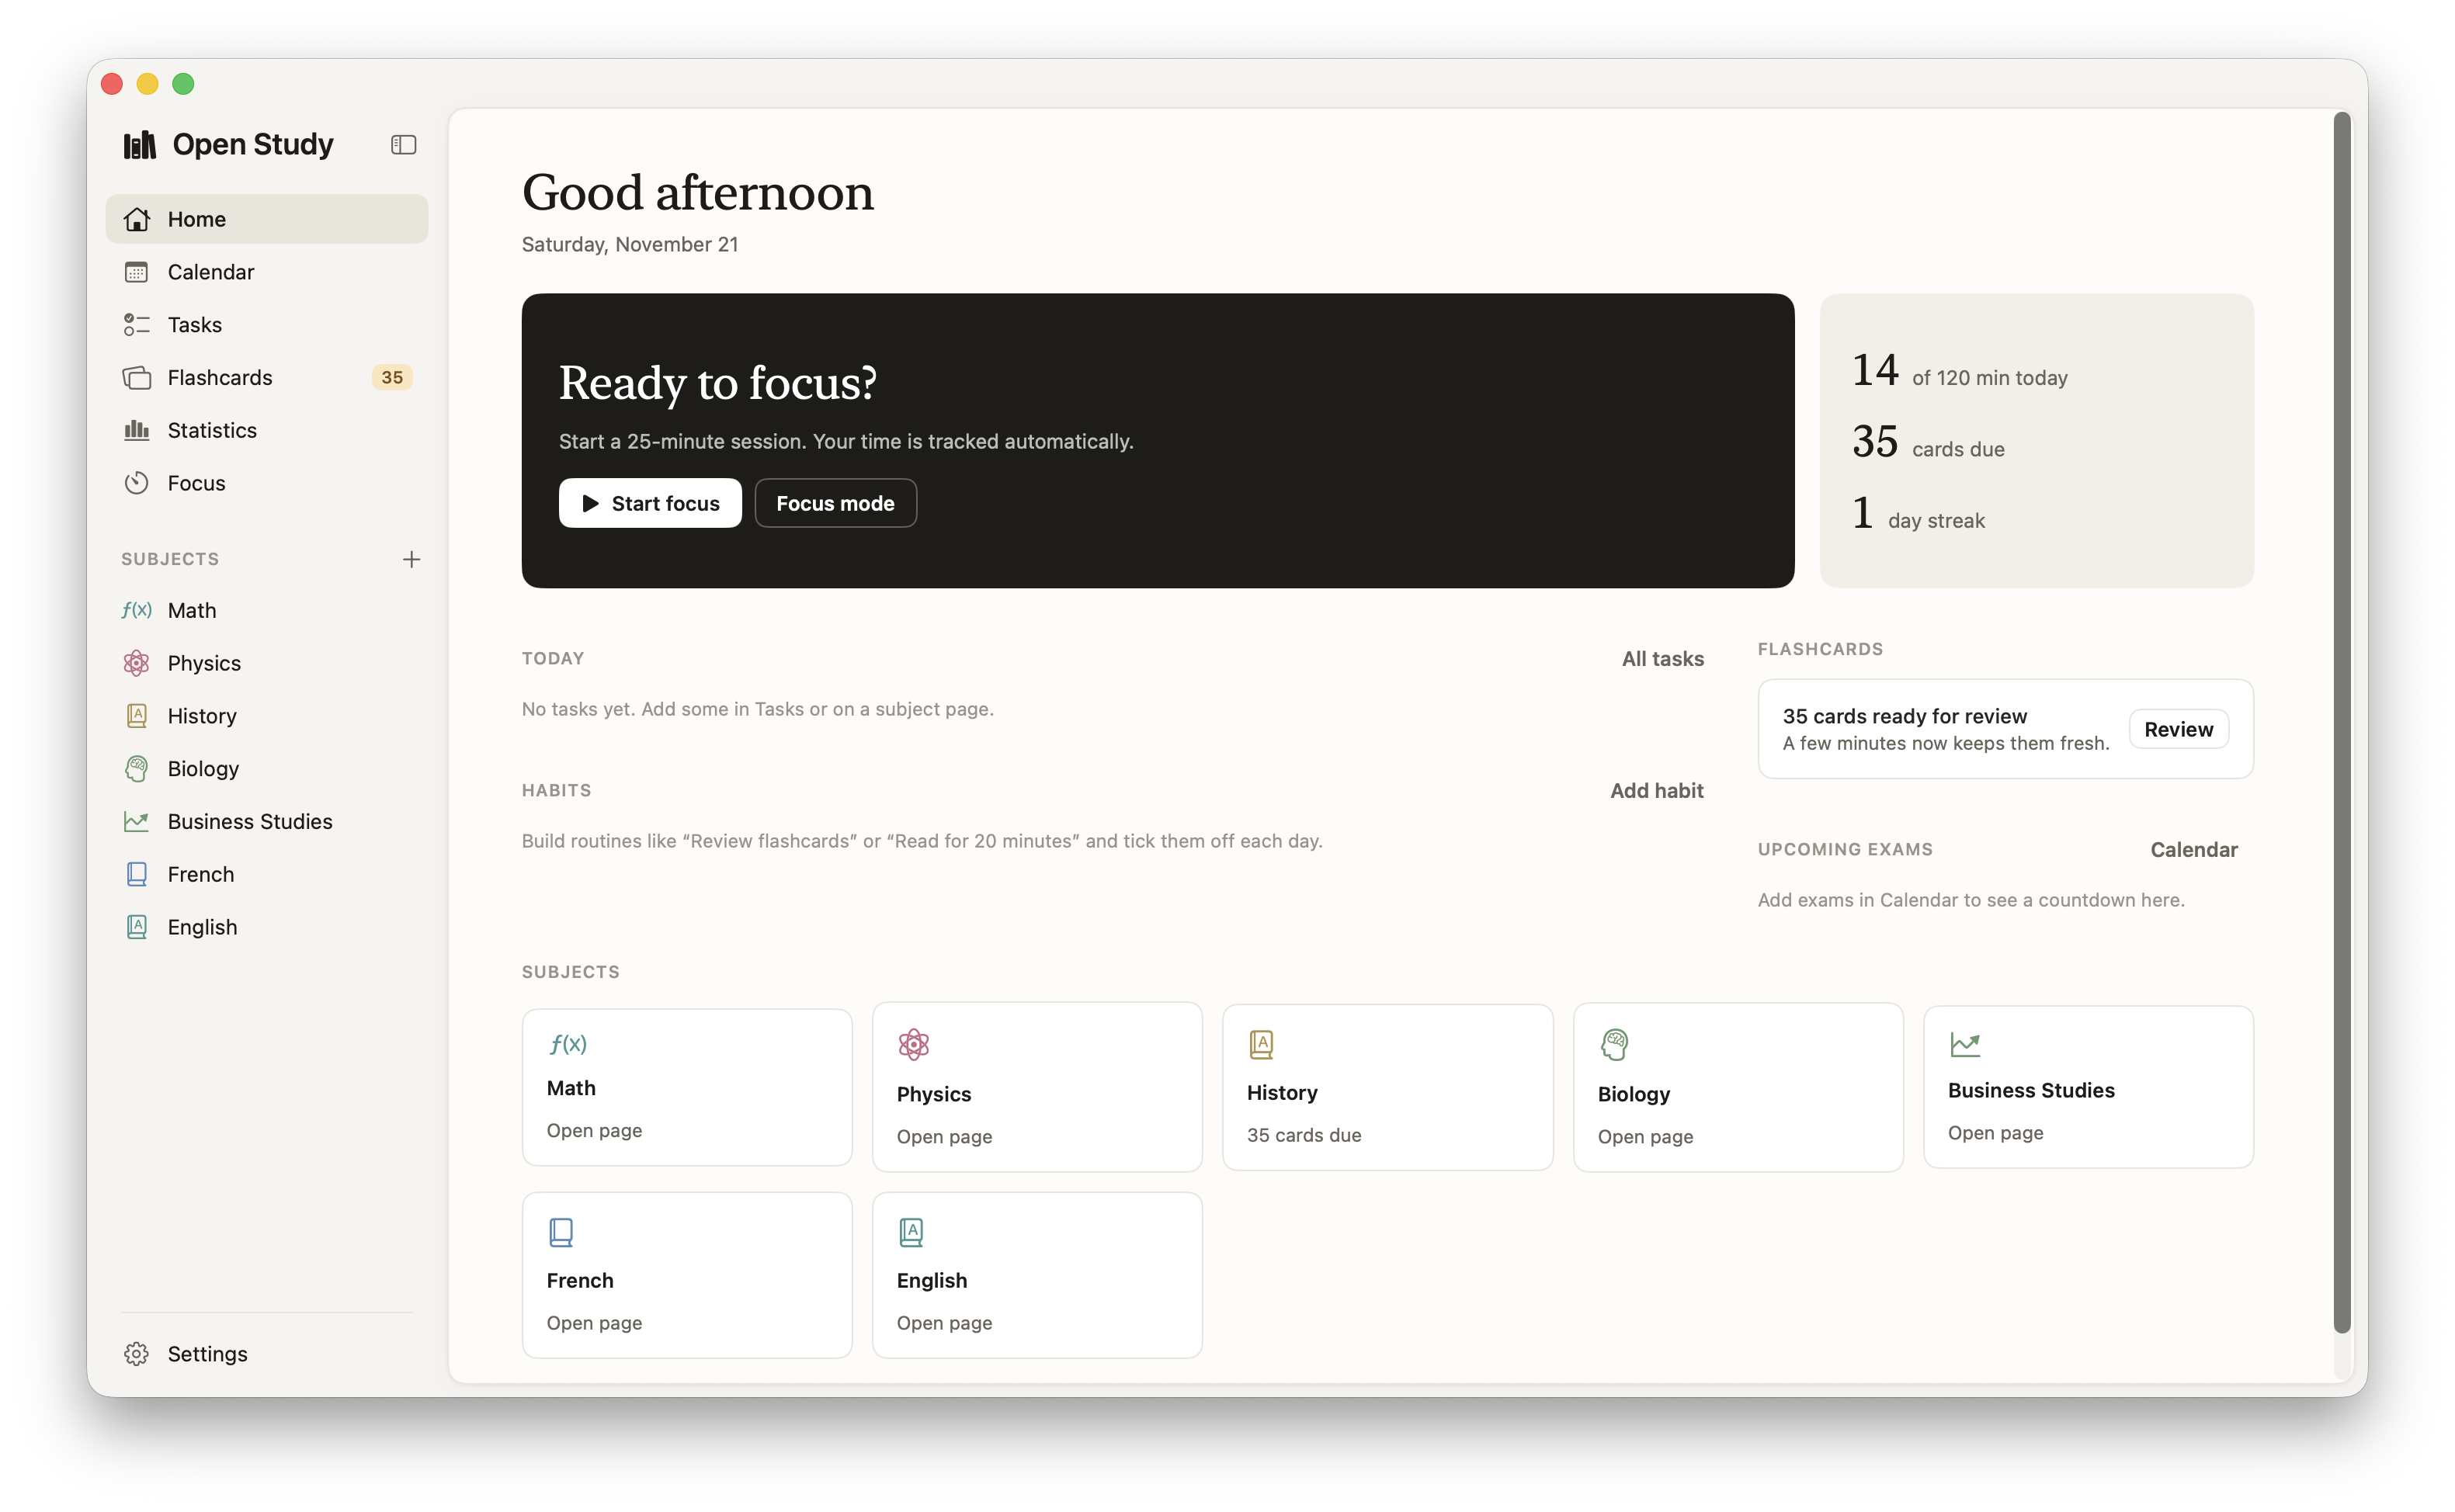 Open Study
Home
Calendar
Tasks
Flashcards 35
Statistics
Focus
SUBJECTS
f(x) Math
Physics
A History
Biology
Business Studies
French
A English
Settings
Good afternoon
Saturday, November 21
Ready to focus?
Start a 25-minute session. Your time is tracked automatically.
Start focus Focus mode
14 of 120 min today
35 cards due
1 day streak
TODAY All tasks
No tasks yet. Add some in Tasks or on a subject page.
HABITS Add habit
Build routines like “Review flashcards” or “Read for 20 minutes” and tick them off each day.
FLASHCARDS
35 cards ready for review
A few minutes now keeps them fresh.
Review
UPCOMING EXAMS Calendar
Add exams in Calendar to see a countdown here.
SUBJECTS
f(x)
Math
Open page
Physics
Open page
A
History
35 cards due
Biology
Open page
Business Studies
Open page
French
Open page
A
English
Open page